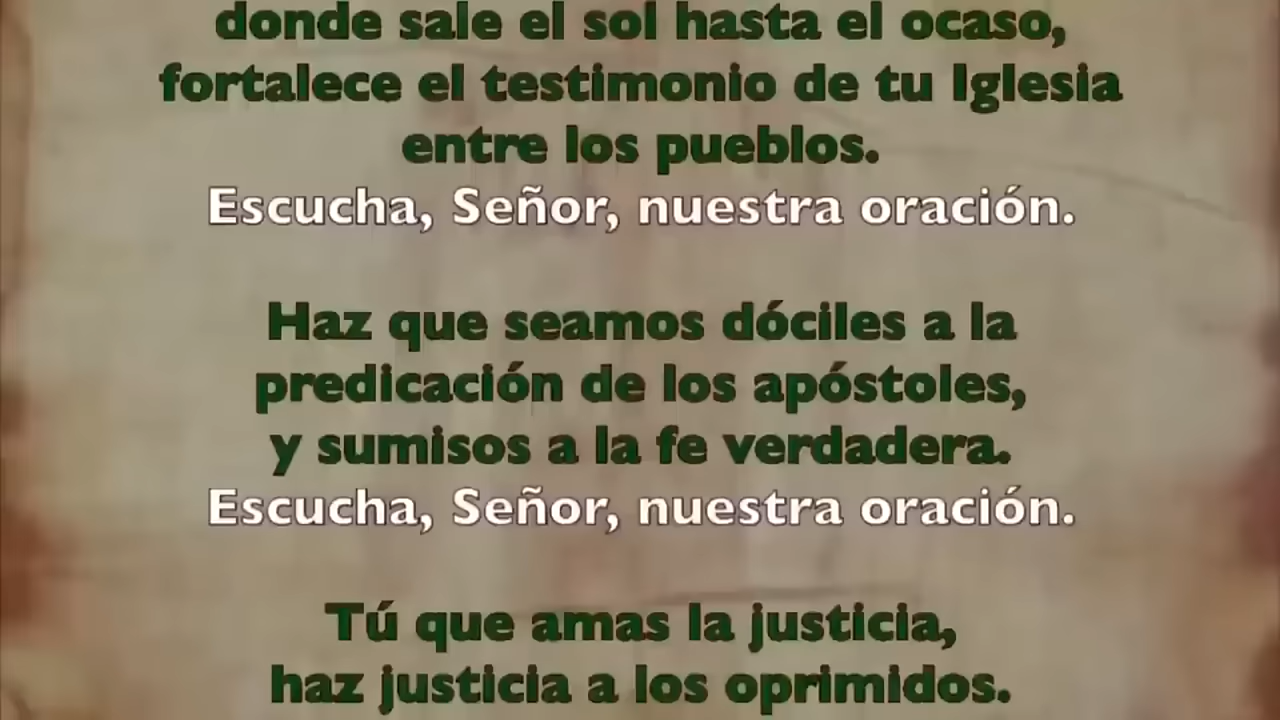 donde sale el sol hasta el ocaso,
fortalece el testimonio de tu Iglesia
entre los pueblos.
Escucha, Señor, nuestra oración.
Haz que seamos dóciles a la
predicación de los apóstoles,
y sumisos a la fe verdadera.
Escucha, Señor, nuestra oración.
Tú que amas la justicia,
haz justicia a los oprimidos.